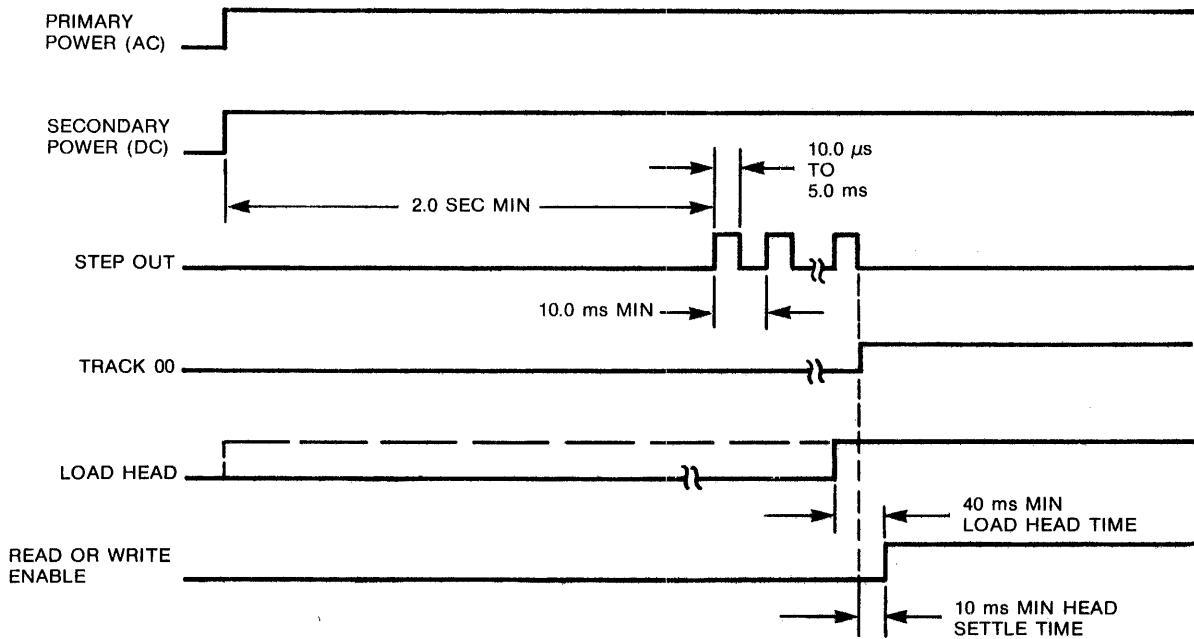 PRIMARY
POWER (AC)
SECONDARY
POWER (DC)
10.0 µs
TO
5.0 ms
2.0 SEC MIN
STEP OUT
10.0 ms MIN
TRACK 00
LOAD HEAD
40 ms MIN
LOAD HEAD TIME
READ OR WRITE
ENABLE
10 ms MIN HEAD
SETTLE TIME